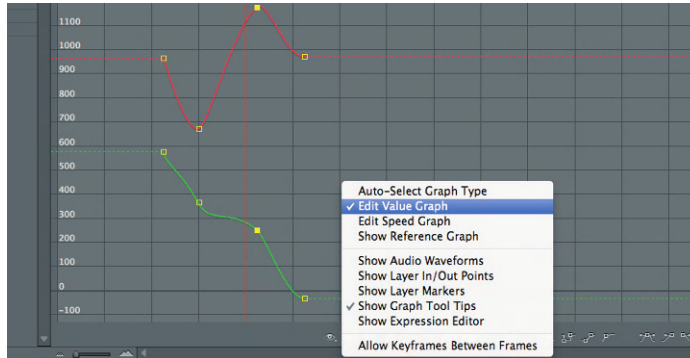 1100
1000
900
800
700
600
500
400
300
200
100
0
-100
Auto-Select Graph Type
✓ Edit Value Graph
Edit Speed Graph
Show Reference Graph
Show Audio Waveforms
Show Layer In/Out Points
Show Layer Markers
✓ Show Graph Tool Tips
Show Expression Editor
Allow Keyframes Between Frames